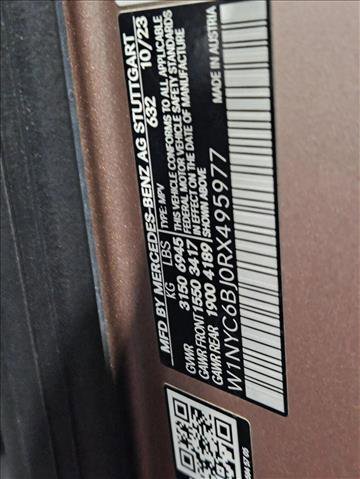 MFD BY MERCEDES-BENZ AG STUTTGART
632 10/23
KG LBS TYPE: MPV
GVWR 3150 6945
GAWR FRONT 1550 3417
GAWR REAR 1900 4189
THIS VEHICLE CONFORMS TO ALL APPLICABLE
FEDERAL MOTOR VEHICLE SAFETY STANDARDS
IN EFFECT ON THE DATE OF MANUFACTURE
SHOWN ABOVE
MADE IN AUSTRIA
W1NYC6BJ0RX495977